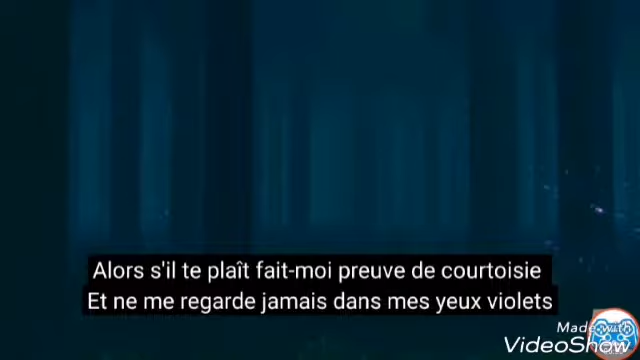 Alors s'il te plaît fait-moi preuve de courtoisie
Et ne me regarde jamais dans mes yeux violets
Made with
VideoShow